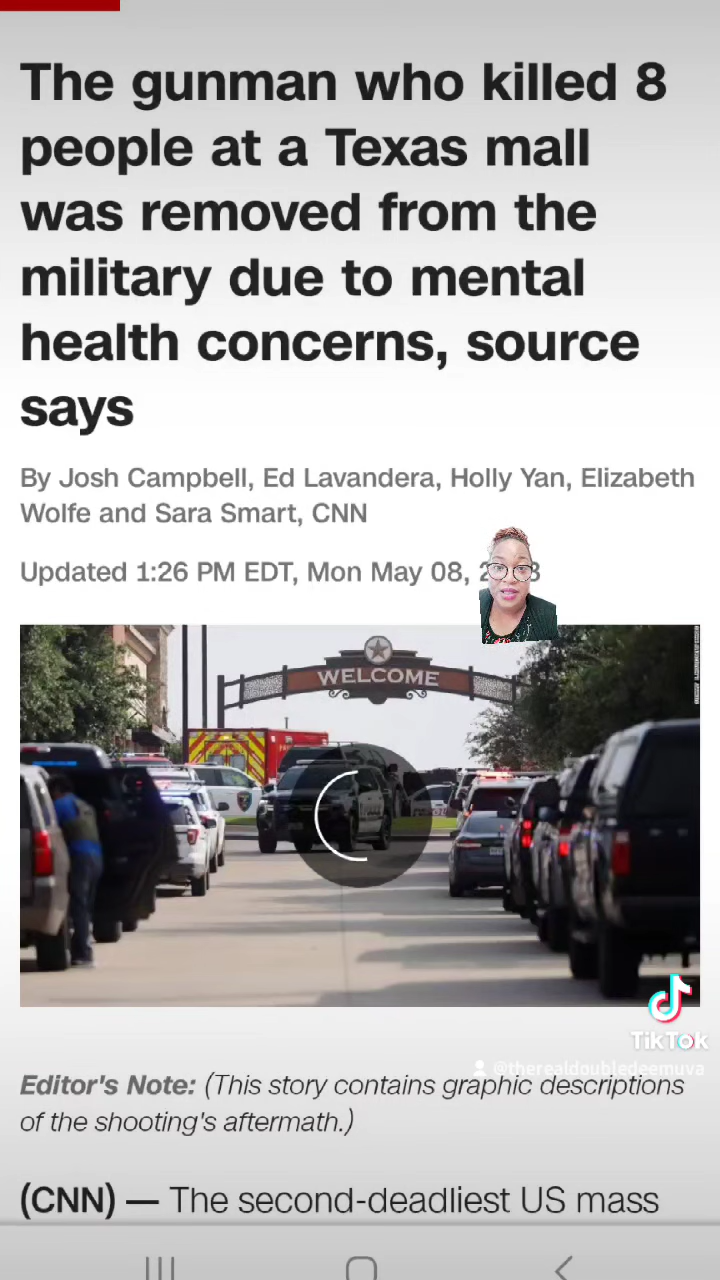 The gunman who killed 8
people at a Texas mall
was removed from the
military due to mental
health concerns, source
says
By Josh Campbell, Ed Lavandera, Holly Yan, Elizabeth
Wolfe and Sara Smart, CNN
Updated 1:26 PM EDT, Mon May 08,
WELCOME
TikTok
@therealdoubledeemuva
Editor's Note: (This story contains graphic descriptions
of the shooting's aftermath.)
(CNN) — The second-deadliest US mass